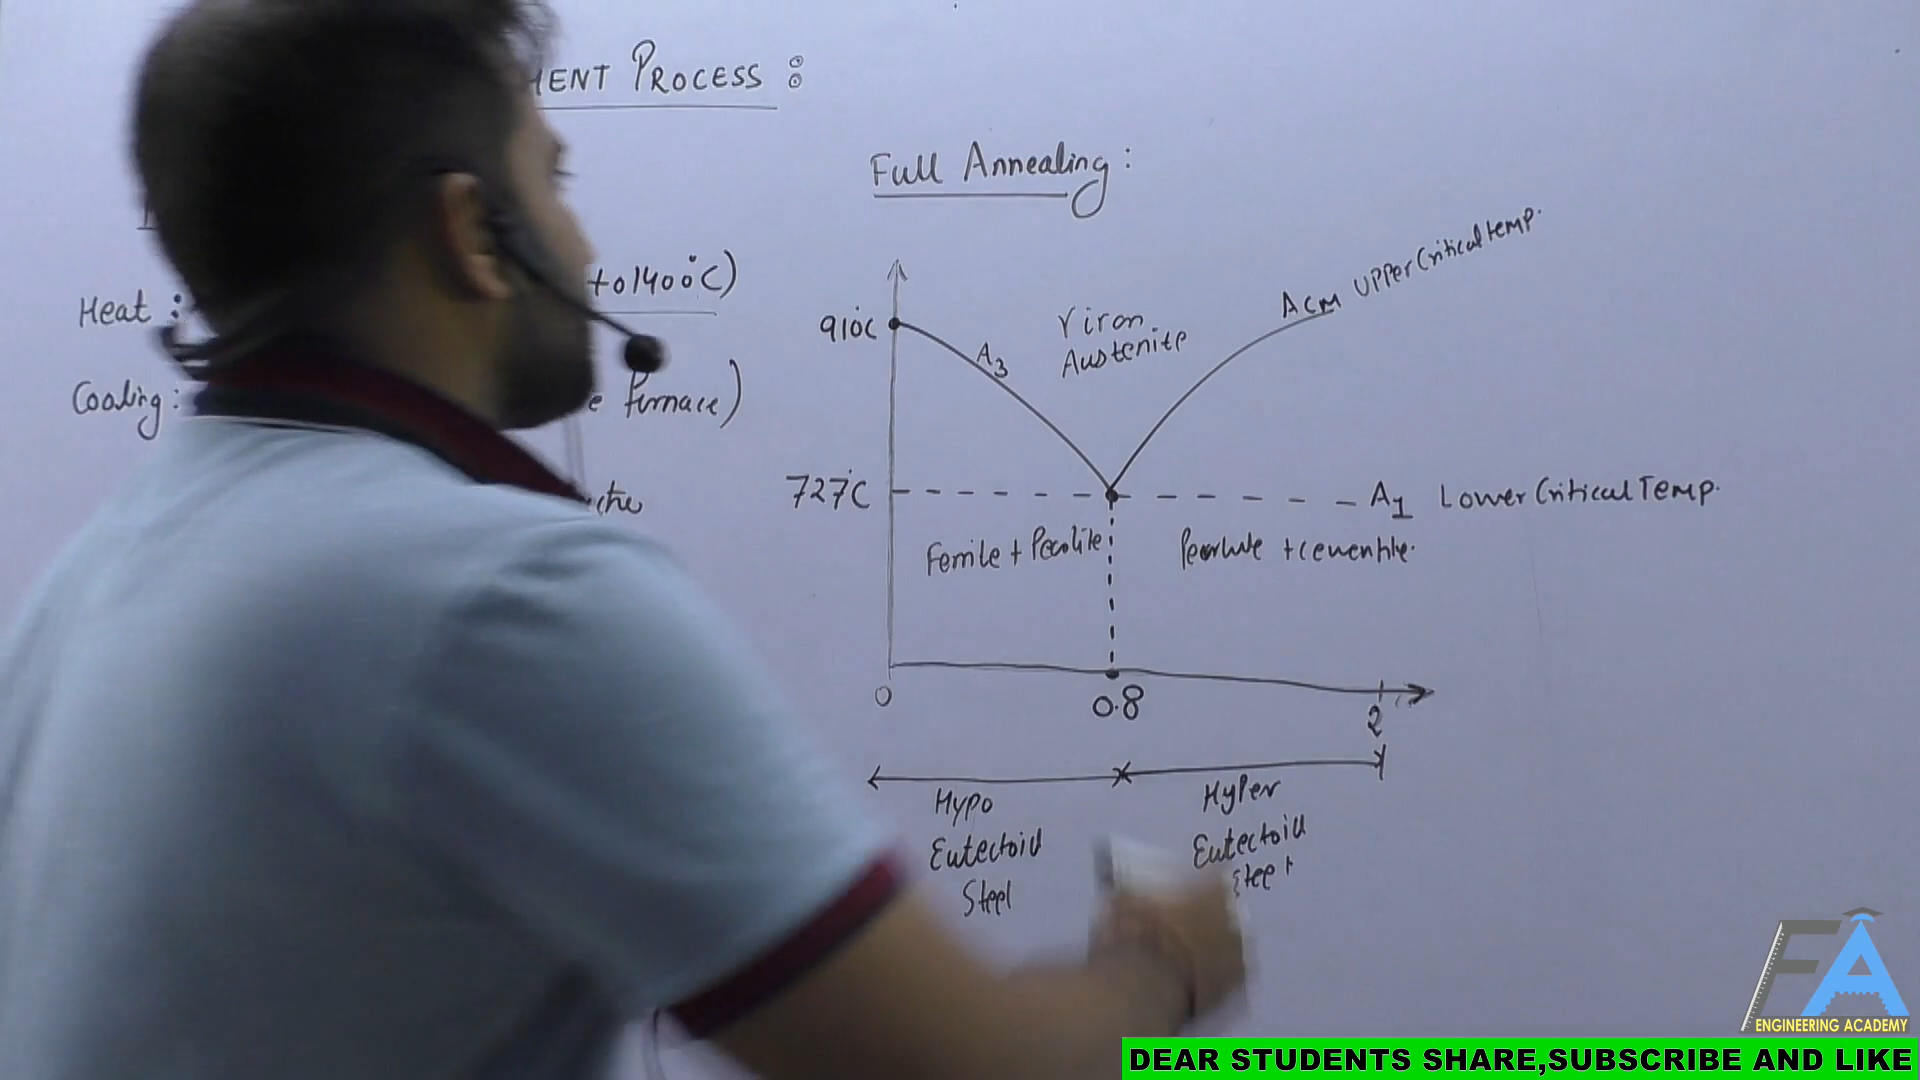 PROCESS :
Full Annealing :
to 1400°C)
Heat :
Cooling :
Furnace)
910°C
A3
γ iron
Austenite
Acm Upper Critical temp.
727°C
A1 Lower Critical Temp.
Ferrite + Pearlite
Pearlite + cementite.
0
0.8
2
Hypo
Eutectoid
Steel
Hyper
Eutectoid
Steel
FA
ENGINEERING ACADEMY
DEAR STUDENTS SHARE,SUBSCRIBE AND LIKE